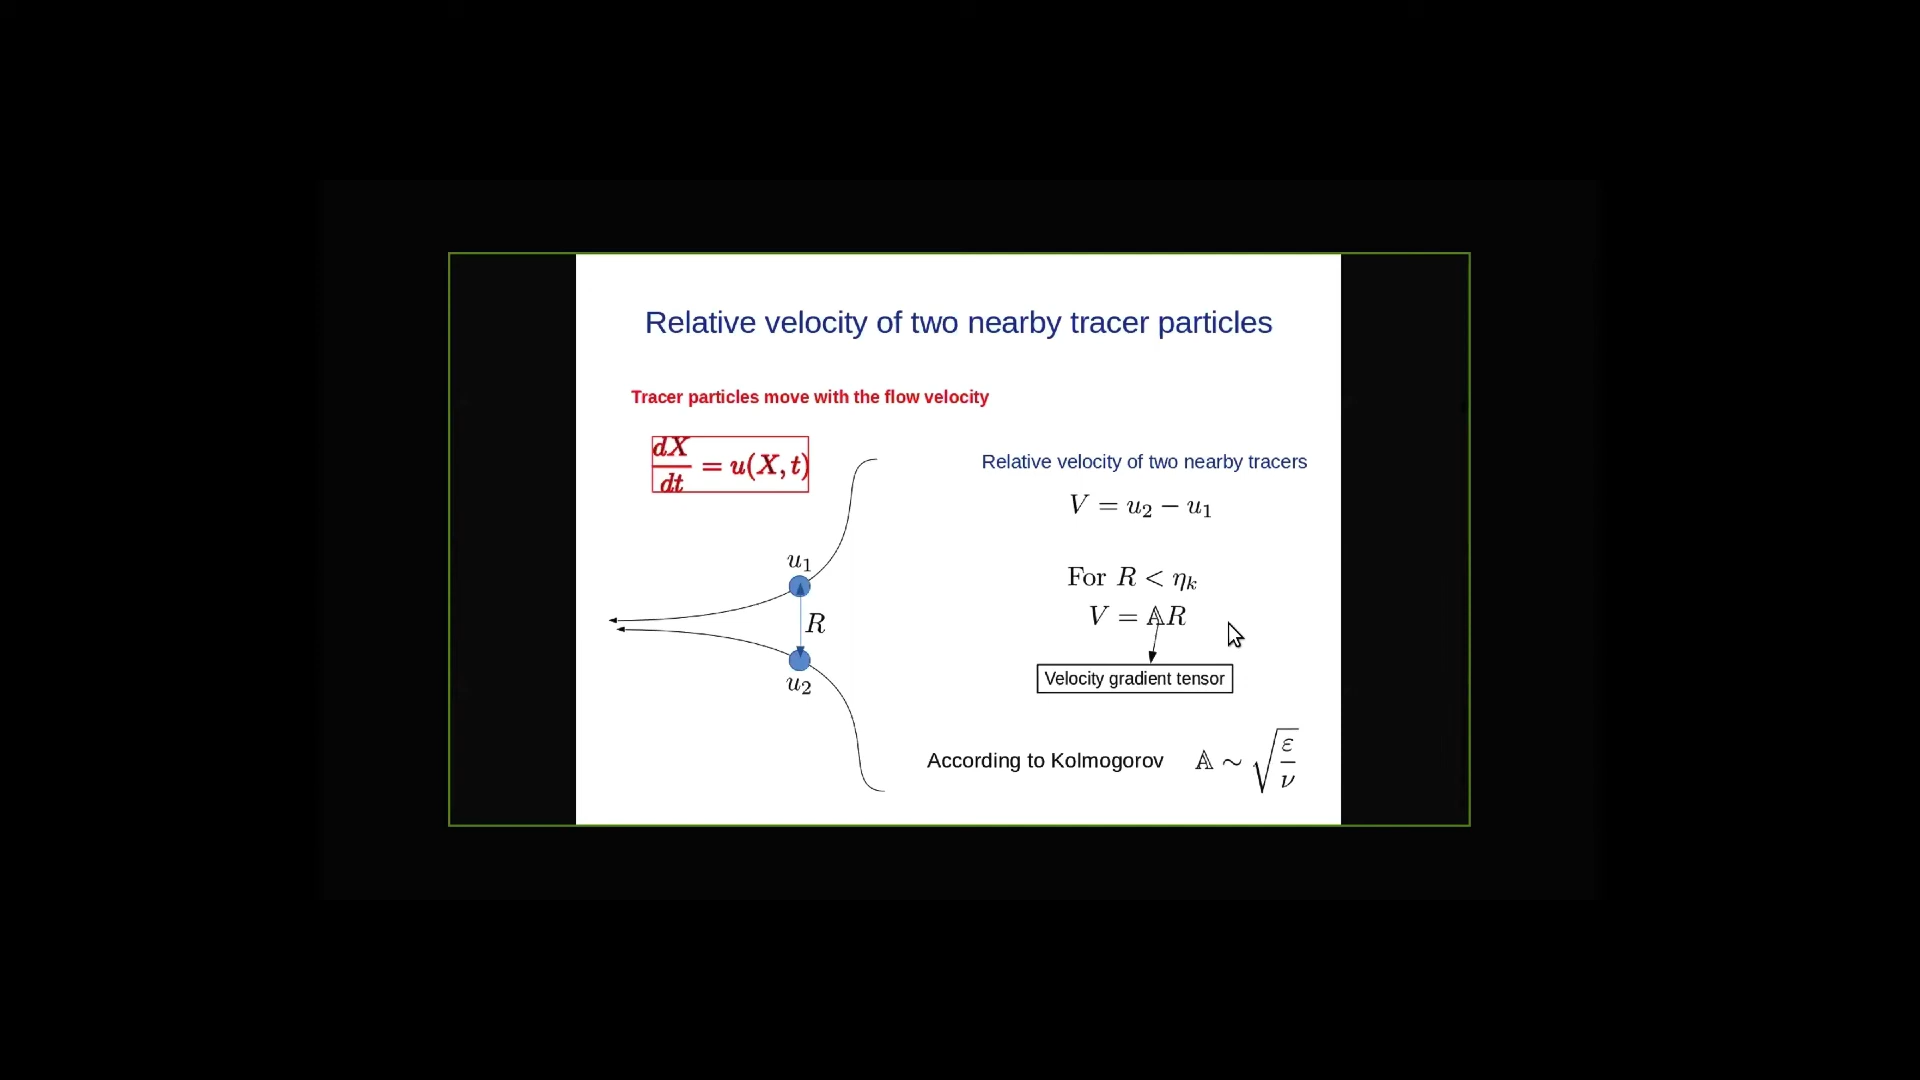 Relative velocity of two nearby tracer particles
Tracer particles move with the flow velocity
dX/dt = u(X, t)
Relative velocity of two nearby tracers
V = u₂ − u₁
u₁
For R < ηₖ
V = 𝔸R
R
Velocity gradient tensor
u₂
According to Kolmogorov 𝔸 ∼ √(ε/ν)